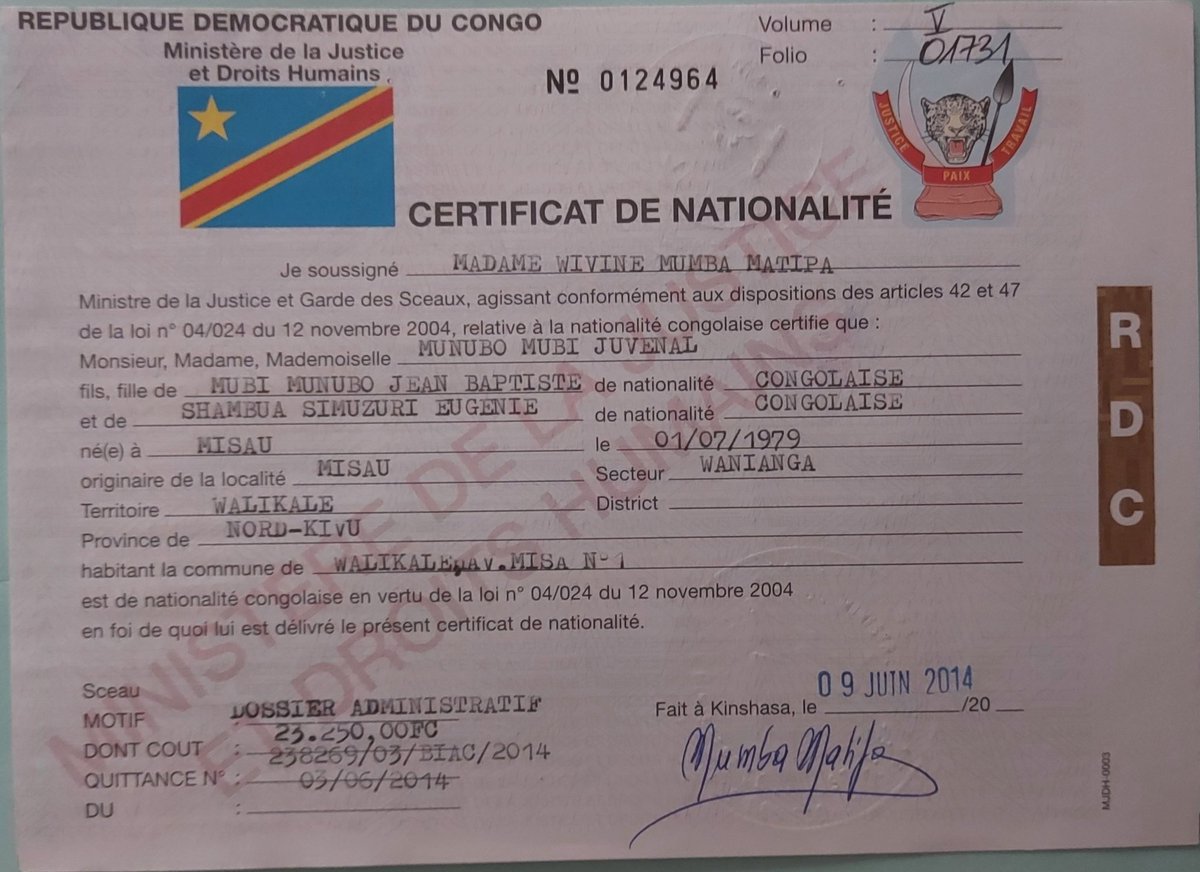 REPUBLIQUE DEMOCRATIQUE DU CONGO
Ministère de la Justice
et Droits Humains
Volume : V
Folio : 01731
Nº 0124964
JUSTICE PAIX TRAVAIL
CERTIFICAT DE NATIONALITÉ
Je soussigné MADAME WIVINE MUMBA MATIPA
Ministre de la Justice et Garde des Sceaux, agissant conformément aux dispositions des articles 42 et 47
de la loi n° 04/024 du 12 novembre 2004, relative à la nationalité congolaise certifie que :
Monsieur, Madame, Mademoiselle MUNUBO MUBI JUVENAL
fils, fille de MUBI MUNUBO JEAN BAPTISTE de nationalité CONGOLAISE
et de SHAMBUA SIMUZURI EUGENIE de nationalité CONGOLAISE
né(e) à MISAU le 01/07/1979
originaire de la localité MISAU Secteur WANIANGA
Territoire WALIKALE District
Province de NORD-KIVU
habitant la commune de WALIKALE,AV.MISA N°1
est de nationalité congolaise en vertu de la loi n° 04/024 du 12 novembre 2004
en foi de quoi lui est délivré le présent certificat de nationalité.
RDC
MINISTERE DE LA JUSTICE
ET DROITS HUMAINS
Sceau
MOTIF DOSSIER ADMINISTRATIF
23.250,00FC
DONT COUT : 238269/03/BIAC/2014
QUITTANCE N° : 03/06/2014
DU :
09 JUIN 2014
Fait à Kinshasa, le /20
Mumba Matipa
MJDH-0003